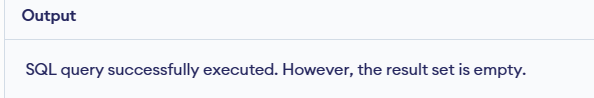 Output
SQL query successfully executed. However, the result set is empty.